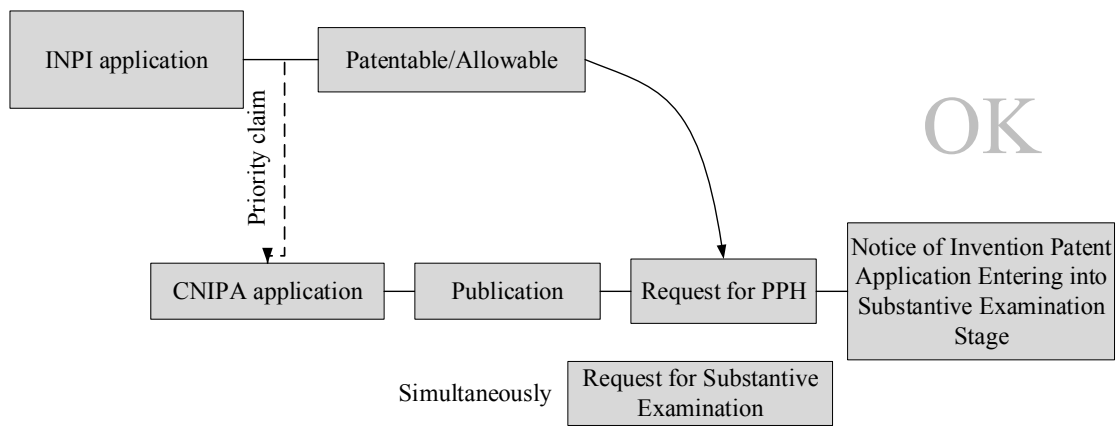 INPI application
Patentable/Allowable
OK
Priority claim
CNIPA application
Publication
Request for PPH
Notice of Invention Patent
Application Entering into
Substantive Examination
Stage
Simultaneously
Request for Substantive
Examination